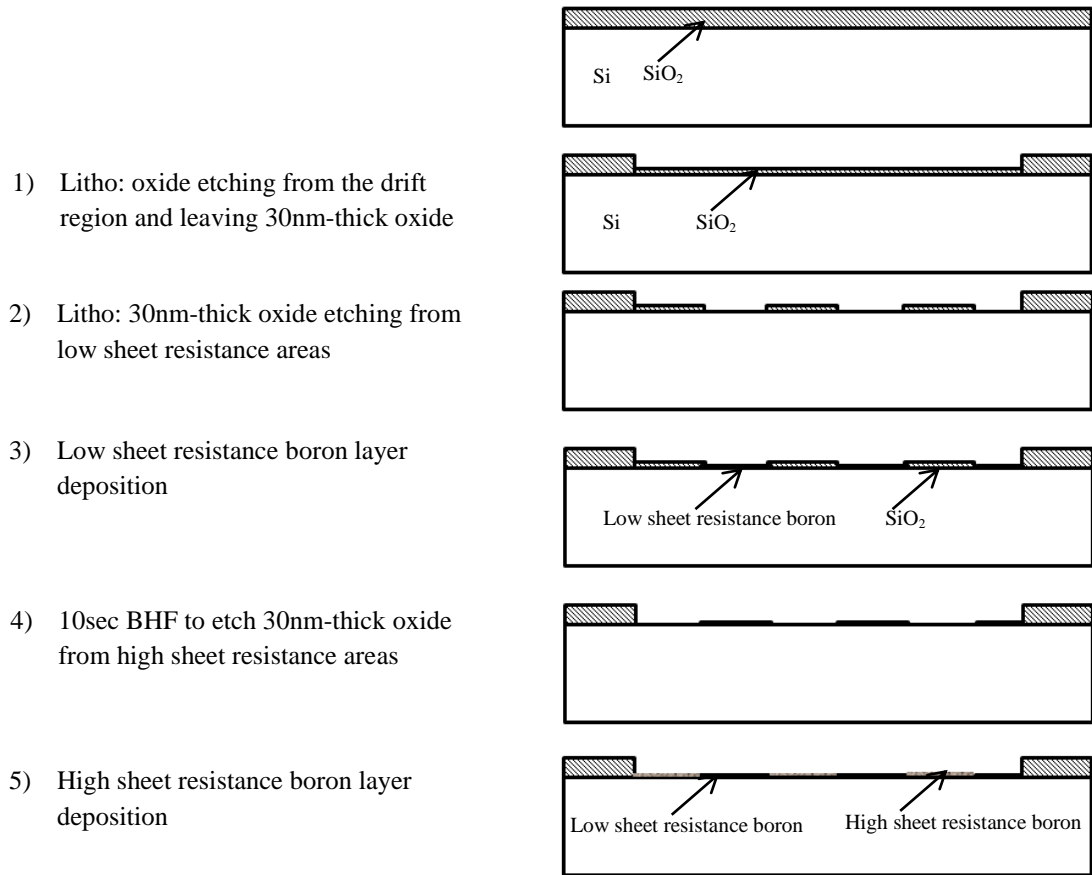 Si SiO₂
1) Litho: oxide etching from the drift
region and leaving 30nm-thick oxide
Si SiO₂
2) Litho: 30nm-thick oxide etching from
low sheet resistance areas
3) Low sheet resistance boron layer
deposition
Low sheet resistance boron SiO₂
4) 10sec BHF to etch 30nm-thick oxide
from high sheet resistance areas
5) High sheet resistance boron layer
deposition
Low sheet resistance boron High sheet resistance boron